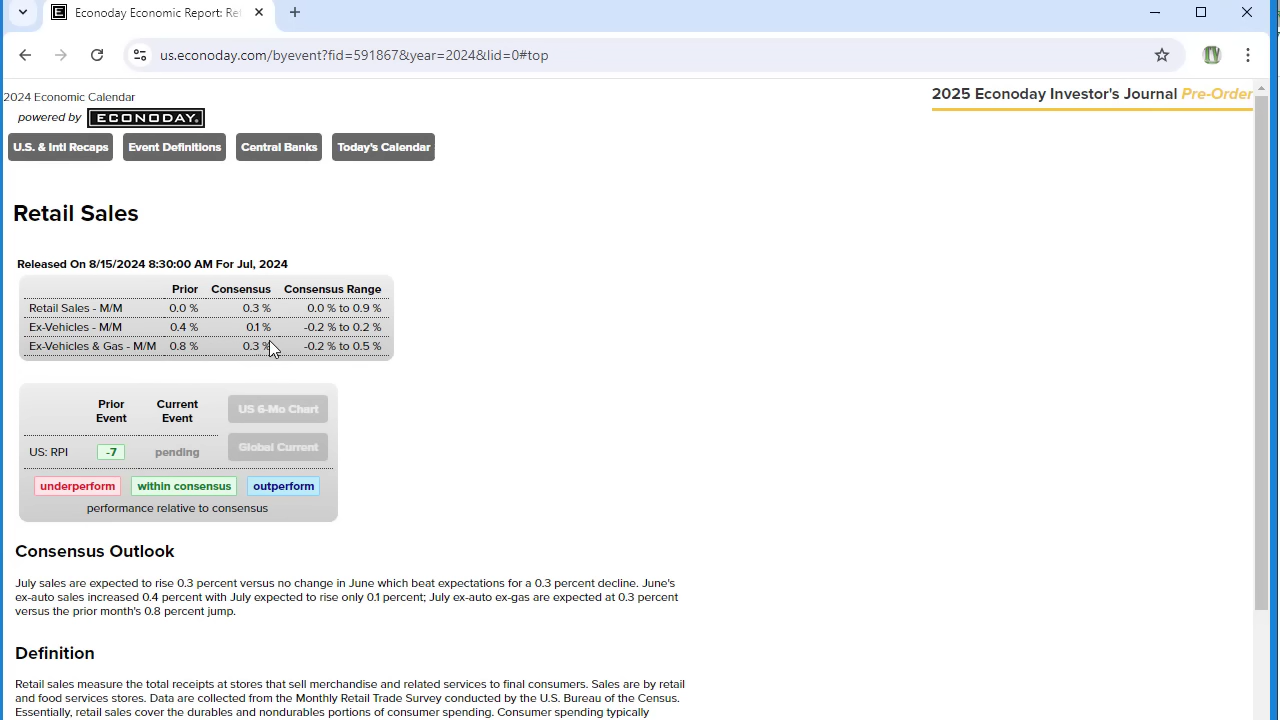 Econoday Economic Report: Ret
us.econoday.com/byevent?fid=591867&year=2024&lid=0#top
2024 Economic Calendar
2025 Econoday Investor's Journal Pre-Order
powered by ECONODAY
U.S. & Intl Recaps Event Definitions Central Banks Today's Calendar
Retail Sales
Released On 8/15/2024 8:30:00 AM For Jul, 2024
Prior Consensus Consensus Range
Retail Sales - M/M 0.0 % 0.3 % 0.0 % to 0.9 %
Ex-Vehicles - M/M 0.4 % 0.1 % -0.2 % to 0.2 %
Ex-Vehicles & Gas - M/M 0.8 % 0.3 % -0.2 % to 0.5 %
Prior Event Current Event US 6-Mo Chart
Global Current
US: RPI -7 pending
underperform within consensus outperform
performance relative to consensus
Consensus Outlook
July sales are expected to rise 0.3 percent versus no change in June which beat expectations for a 0.3 percent decline. June's
ex-auto sales increased 0.4 percent with July expected to rise only 0.1 percent; July ex-auto ex-gas are expected at 0.3 percent
versus the prior month's 0.8 percent jump.
Definition
Retail sales measure the total receipts at stores that sell merchandise and related services to final consumers. Sales are by retail
and food services stores. Data are collected from the Monthly Retail Trade Survey conducted by the U.S. Bureau of the Census.
Essentially, retail sales cover the durables and nondurables portions of consumer spending. Consumer spending typically